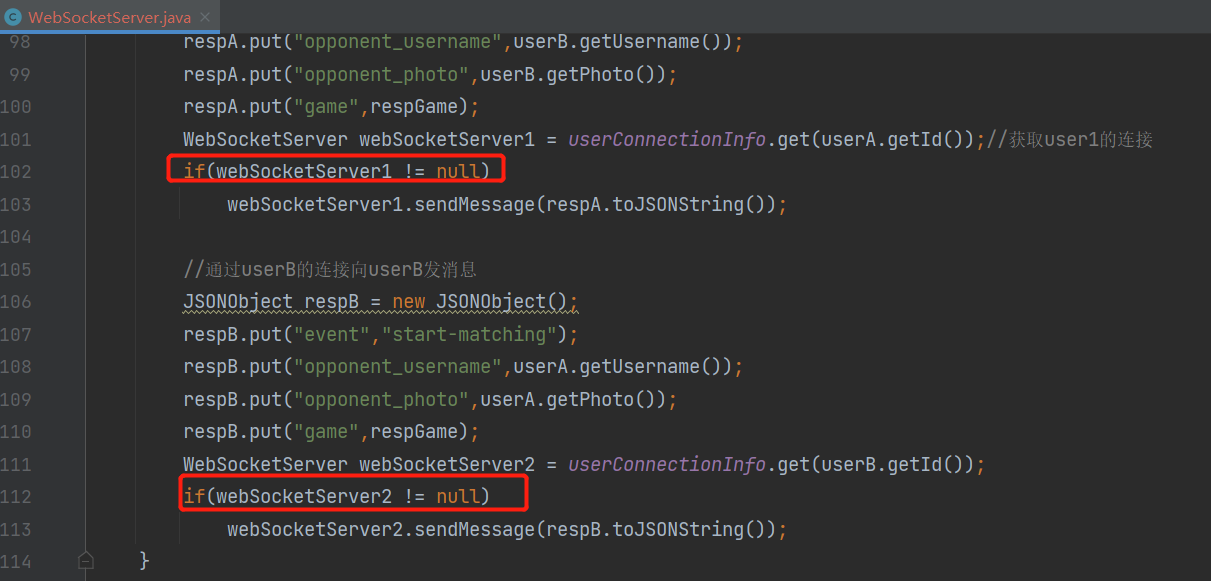 WebSocketServer.java
98 respA.put("opponent_username",userB.getUsername());
99 respA.put("opponent_photo",userB.getPhoto());
100 respA.put("game",respGame);
101 WebSocketServer webSocketServer1 = userConnectionInfo.get(userA.getId());//获取user1的连接
102 if(webSocketServer1 != null)
103 webSocketServer1.sendMessage(respA.toJSONString());
104
105 //通过userB的连接向userB发消息
106 JSONObject respB = new JSONObject();
107 respB.put("event","start-matching");
108 respB.put("opponent_username",userA.getUsername());
109 respB.put("opponent_photo",userA.getPhoto());
110 respB.put("game",respGame);
111 WebSocketServer webSocketServer2 = userConnectionInfo.get(userB.getId());
112 if(webSocketServer2 != null)
113 webSocketServer2.sendMessage(respB.toJSONString());
114 }